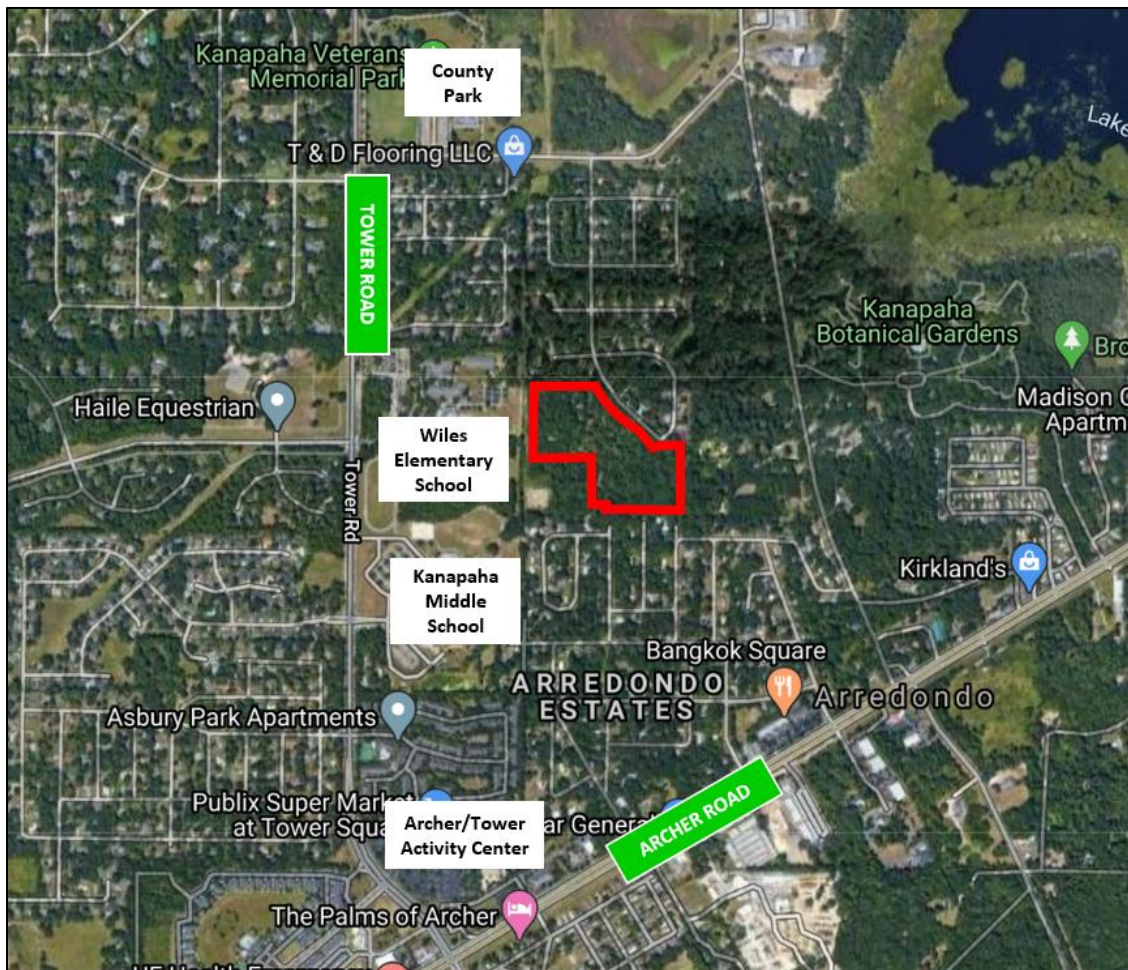 Kanapaha Veterans
Memorial Park
County
Park
Lake
T & D Flooring LLC
TOWER ROAD
Kanapaha
Botanical Gardens
Bro
Haile Equestrian
Madison
Apartm
Wiles
Elementary
School
Tower Rd
Kirkland's
Kanapaha
Middle
School
Bangkok Square
ARREDONDO
ESTATES
Arredondo
Asbury Park Apartments
Publix Super Market
at Tower Squa
Archer/Tower
Activity Center
ar General
ARCHER ROAD
The Palms of Archer